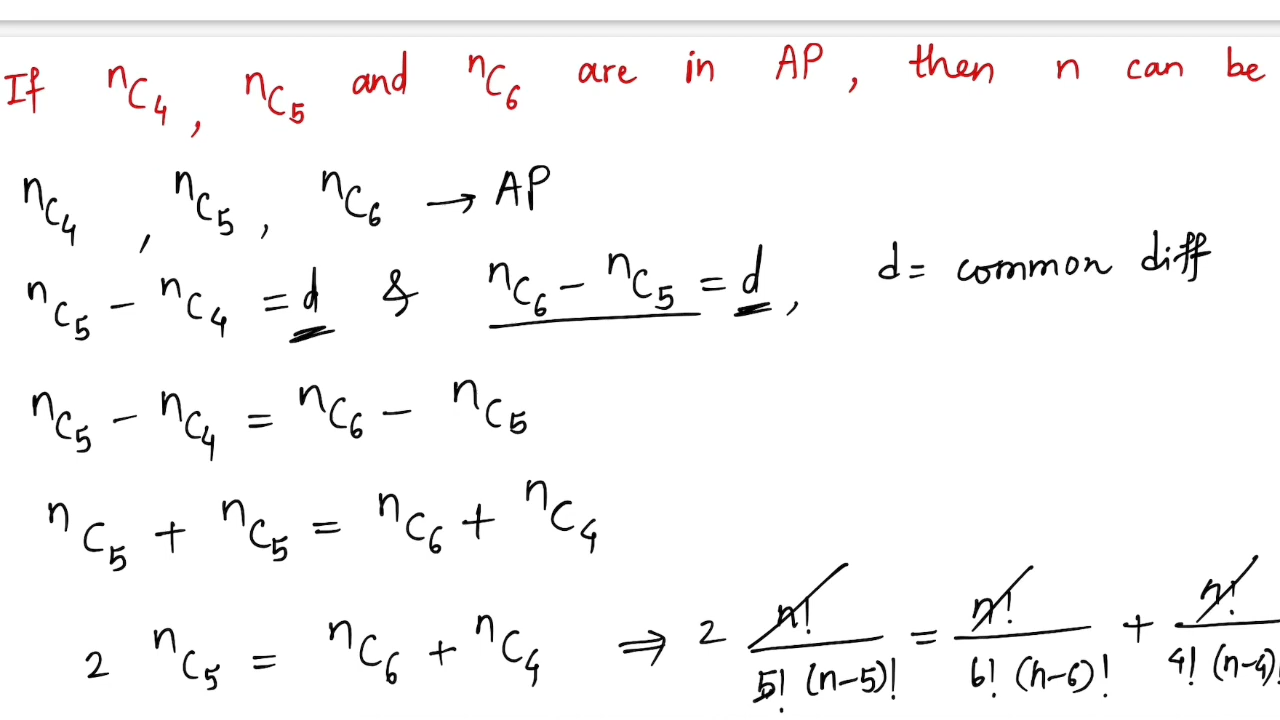 If ⁿC₄, ⁿC₅ and ⁿC₆ are in AP, then n can be
ⁿC₄, ⁿC₅, ⁿC₆ → AP
ⁿC₅ - ⁿC₄ = d & ⁿC₆ - ⁿC₅ = d, d = common diff
ⁿC₅ - ⁿC₄ = ⁿC₆ - ⁿC₅
ⁿC₅ + ⁿC₅ = ⁿC₆ + ⁿC₄
2 ⁿC₅ = ⁿC₆ + ⁿC₄ ⇒ 2 n!/5!(n-5)! = n!/6!(n-6)! + n!/4!(n-4)!